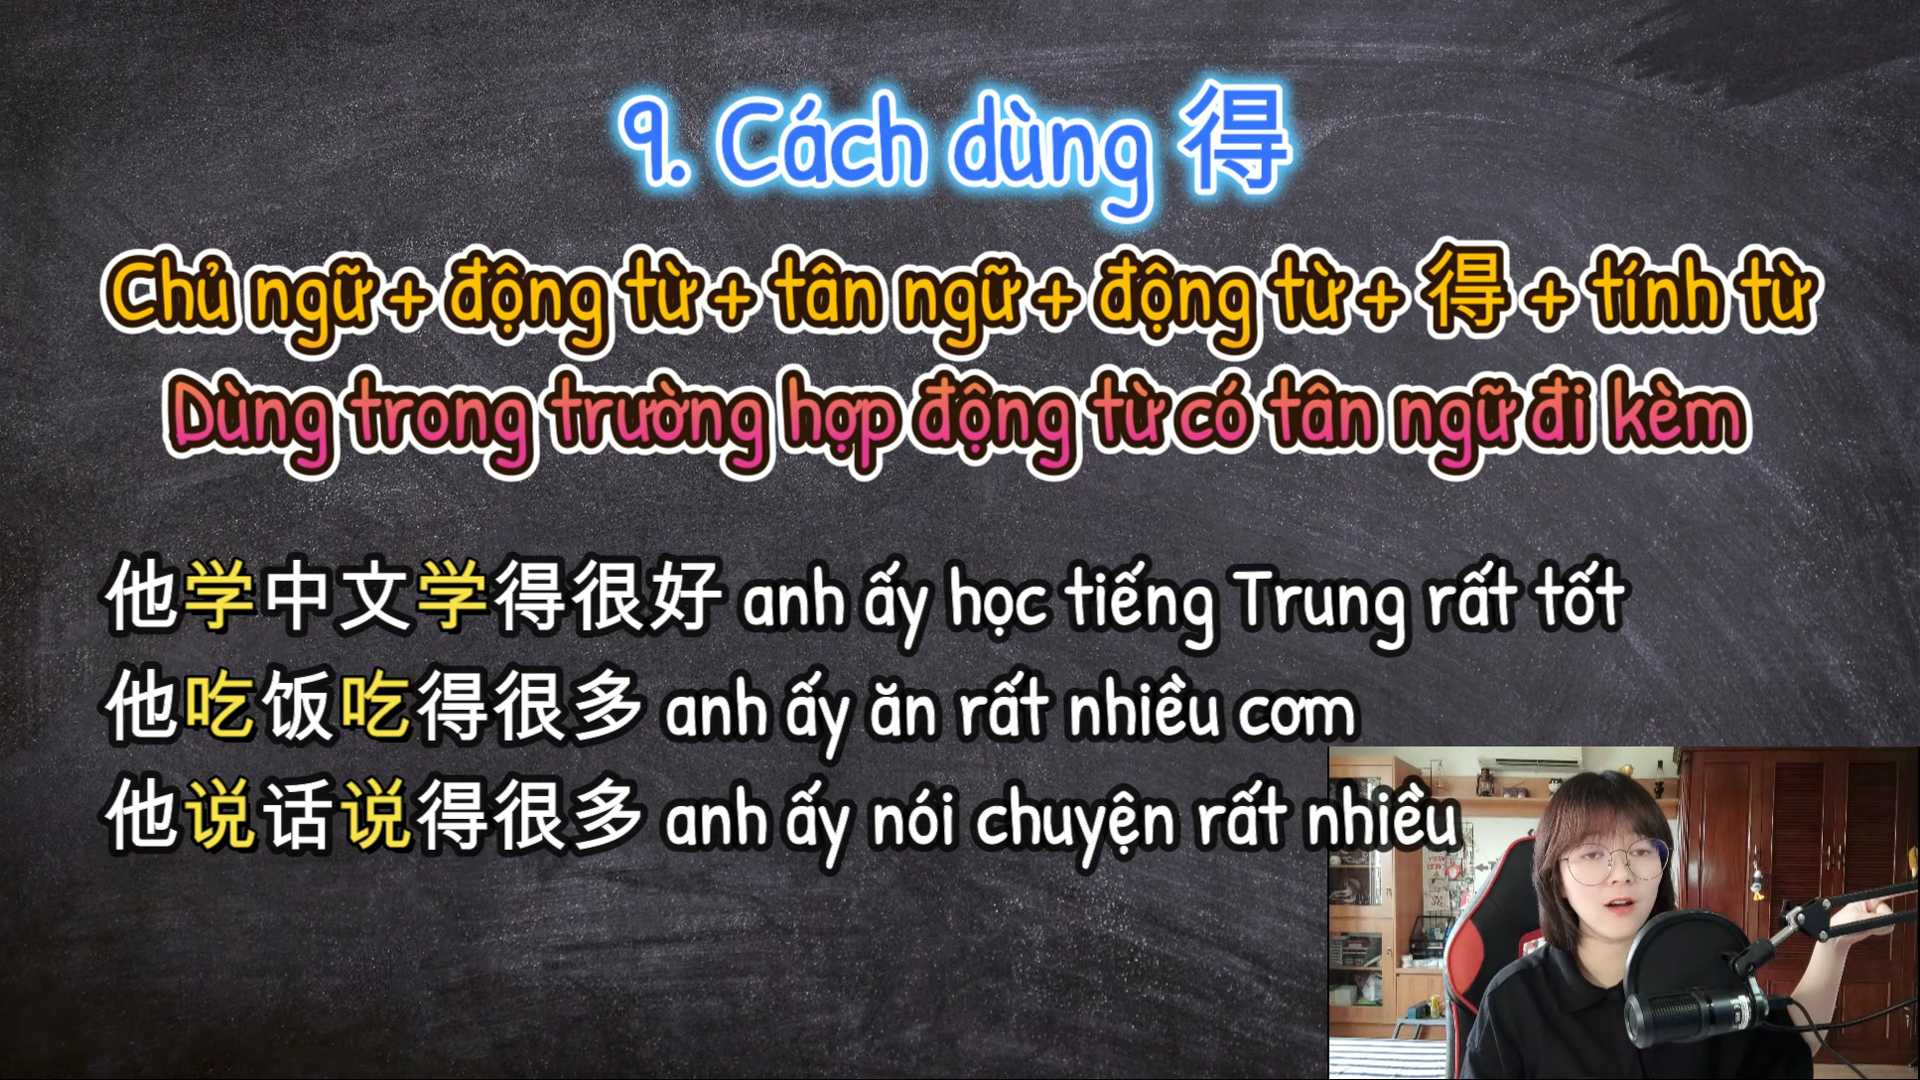 9. Cách dùng 得
Chủ ngữ + động từ + tân ngữ + động từ + 得 + tính từ
Dùng trong trường hợp động từ có tân ngữ đi kèm
他学中文学得很好 anh ấy học tiếng Trung rất tốt
他吃饭吃得很多 anh ấy ăn rất nhiều cơm
他说话说得很多 anh ấy nói chuyện rất nhiều